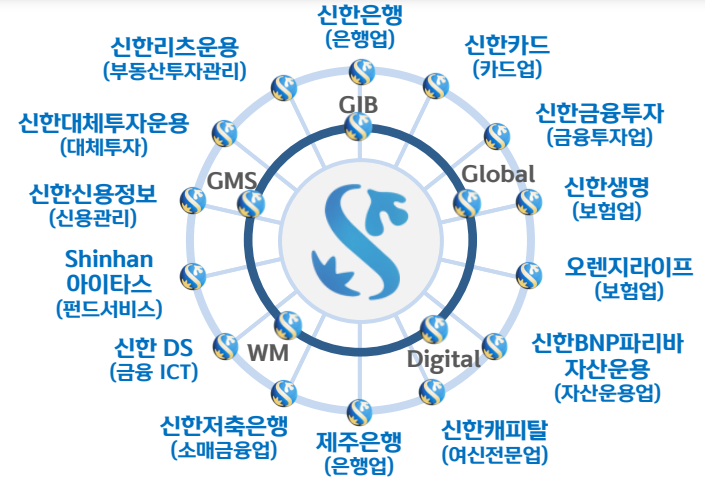 신한은행
(은행업)
신한카드
(카드업)
신한금융투자
(금융투자업)
신한생명
(보험업)
오렌지라이프
(보험업)
신한BNP파리바
자산운용
(자산운용업)
신한캐피탈
(여신전문업)
제주은행
(은행업)
신한저축은행
(소매금융업)
신한 DS
(금융 ICT)
Shinhan
아이타스
(펀드서비스)
신한신용정보
(신용관리)
신한대체투자운용
(대체투자)
신한리츠운용
(부동산투자관리)
GIB
Global
Digital
WM
GMS